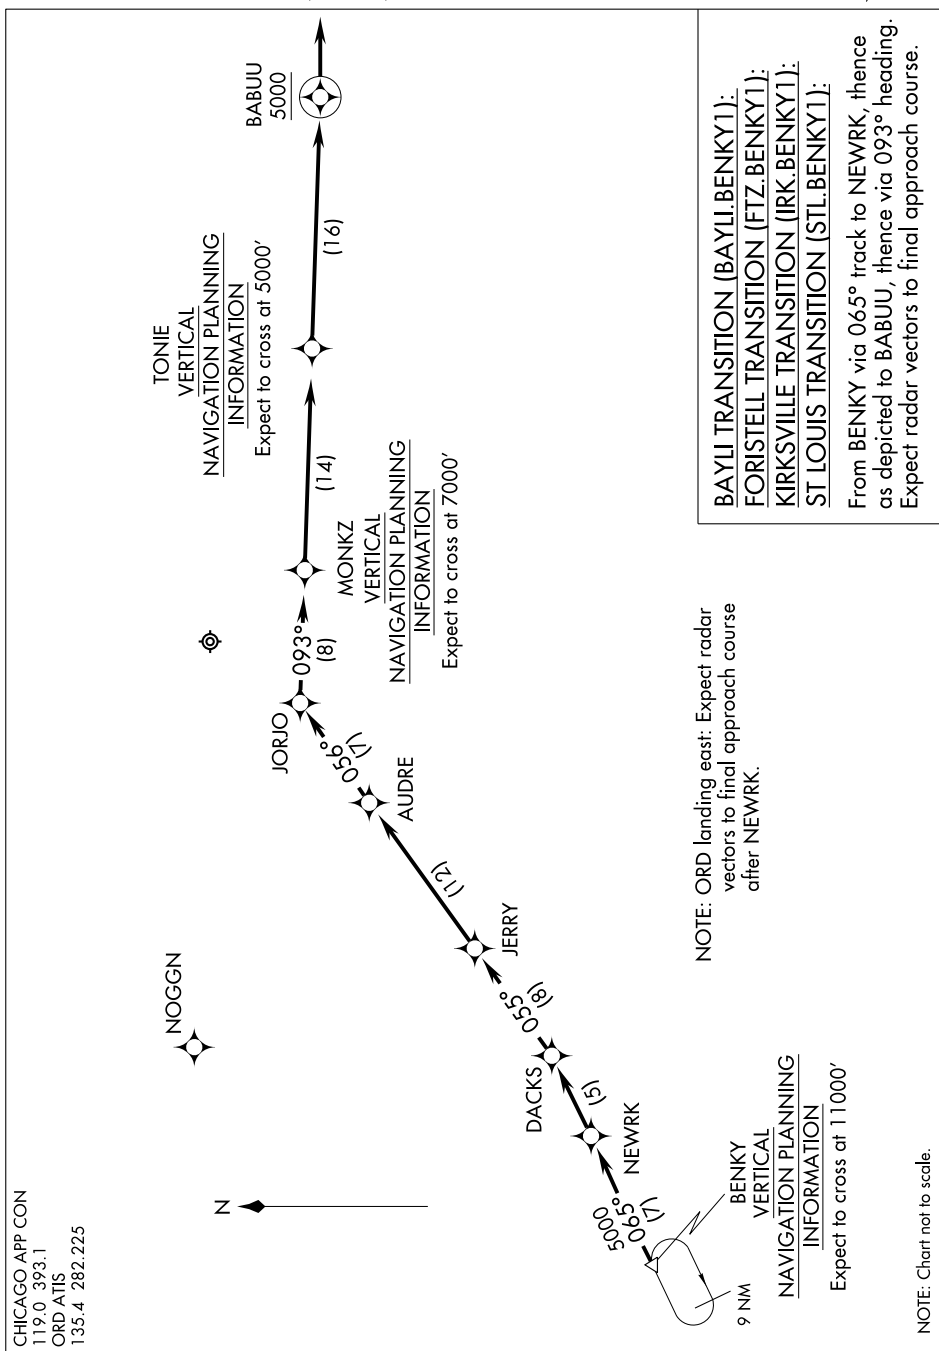 CHICAGO APP CON
119.0 393.1
ORD ATIS
135.4 282.225
N
NOGGN
BABUU
5000
(16)
TONIE
VERTICAL
NAVIGATION PLANNING
INFORMATION
Expect to cross at 5000'
(14)
MONKZ
VERTICAL
NAVIGATION PLANNING
INFORMATION
Expect to cross at 7000'
093°
(8)
JORJO
056°
(7)
AUDRE
(12)
JERRY
055°
(8)
DACKS
(5)
NEWRK
5000
065°
(7)
BENKY
VERTICAL
NAVIGATION PLANNING
INFORMATION
Expect to cross at 11000'
9 NM
NOTE: ORD landing east: Expect radar
vectors to final approach course
after NEWRK.
BAYLI TRANSITION (BAYLI.BENKY1):
FORISTELL TRANSITION (FTZ.BENKY1):
KIRKSVILLE TRANSITION (IRK.BENKY1):
ST LOUIS TRANSITION (STL.BENKY1):
From BENKY via 065° track to NEWRK, thence
as depicted to BABUU, thence via 093° heading.
Expect radar vectors to final approach course.
NOTE: Chart not to scale.